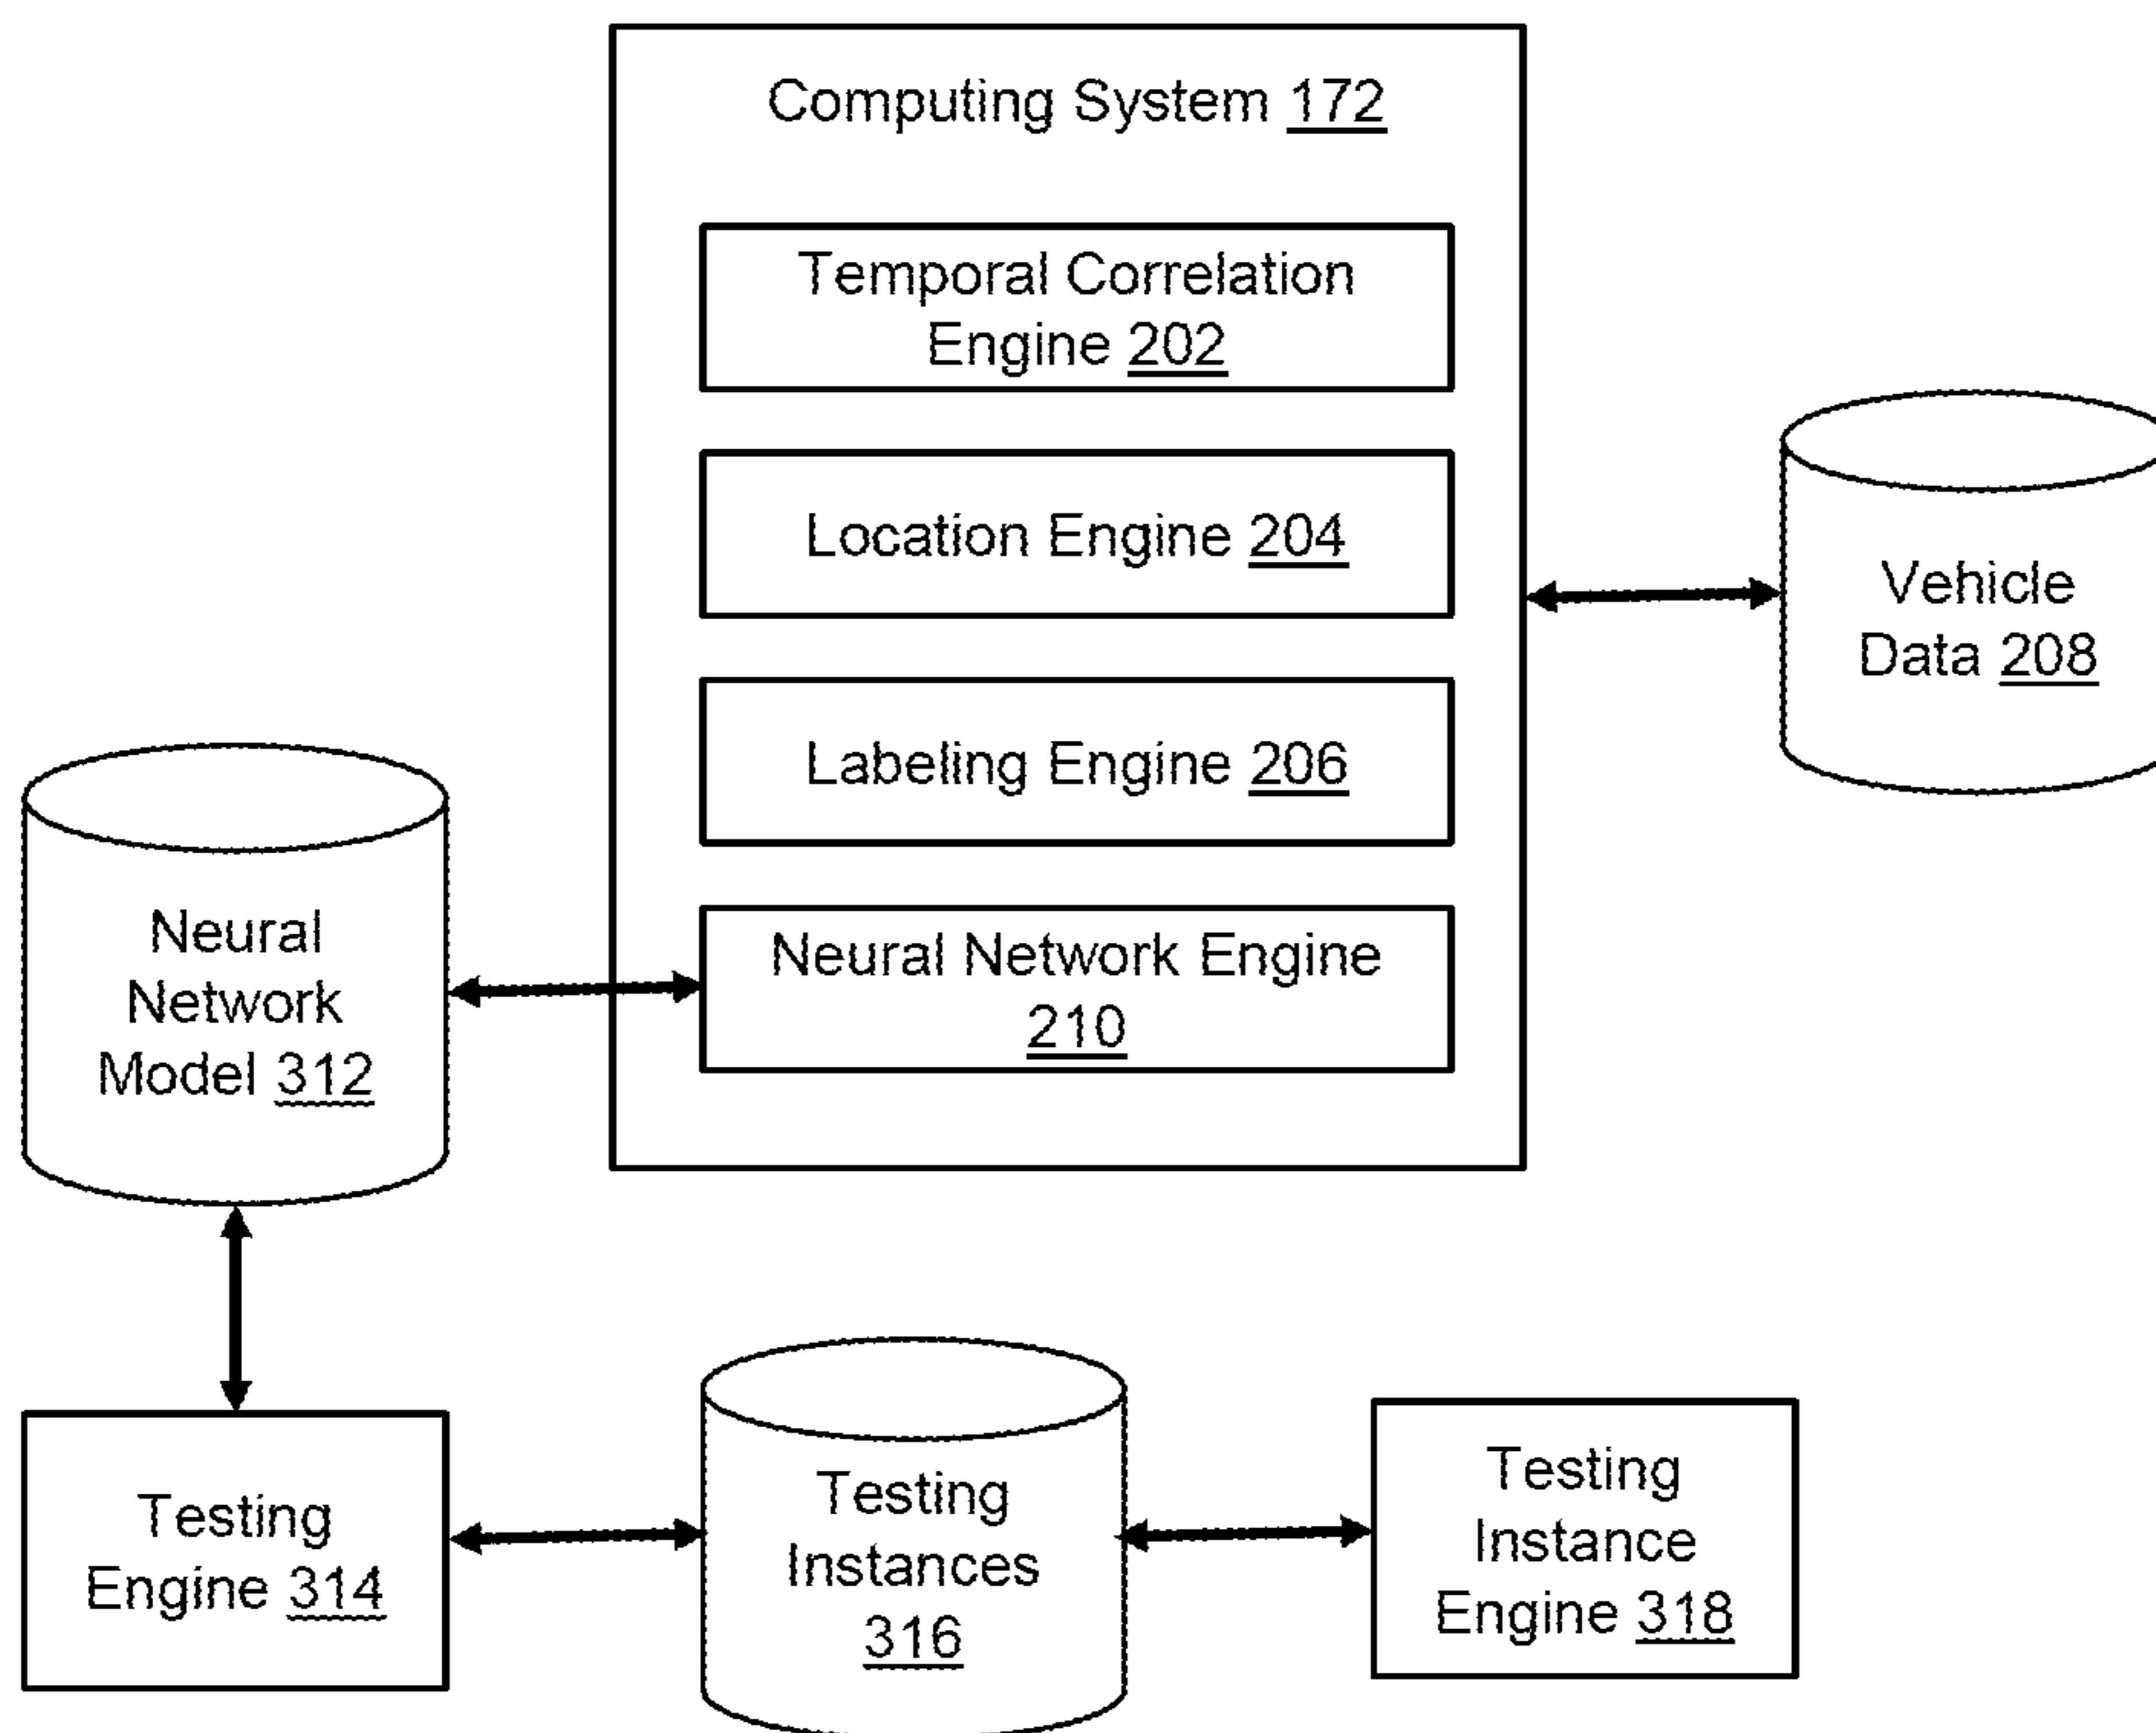 Computing System 172
Temporal Correlation
Engine 202
Location Engine 204
Labeling Engine 206
Neural Network Engine
210
Vehicle
Data 208
Neural
Network
Model 312
Testing
Engine 314
Testing
Instances
316
Testing
Instance
Engine 318